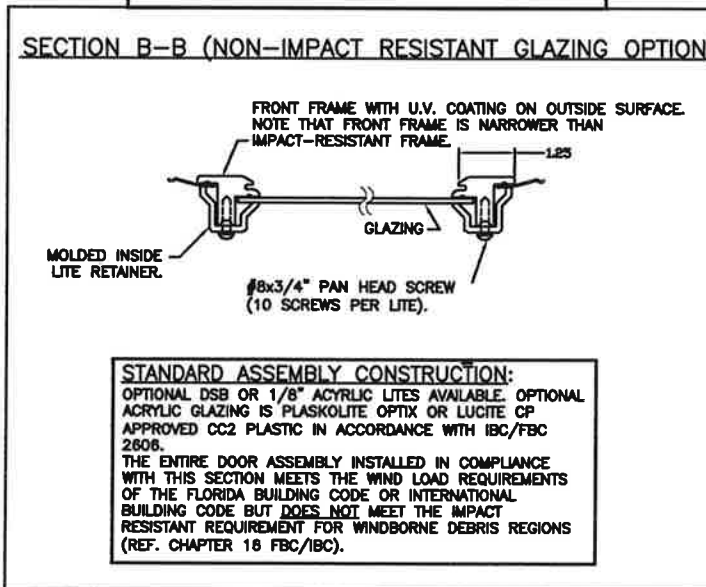 SECTION B-B (NON-IMPACT RESISTANT GLAZING OPTION
FRONT FRAME WITH U.V. COATING ON OUTSIDE SURFACE.
NOTE THAT FRONT FRAME IS NARROWER THAN
IMPACT-RESISTANT FRAME.
1.25
GLAZING
MOLDED INSIDE
LITE RETAINER.
#8x3/4" PAN HEAD SCREW
(10 SCREWS PER LITE).
STANDARD ASSEMBLY CONSTRUCTION:
OPTIONAL DSB OR 1/8" ACYRLIC LITES AVAILABLE. OPTIONAL
ACRYLIC GLAZING IS PLASKOLITE OPTIX OR LUCITE CP
APPROVED CC2 PLASTIC IN ACCORDANCE WITH IBC/FBC
2606.
THE ENTIRE DOOR ASSEMBLY INSTALLED IN COMPLIANCE
WITH THIS SECTION MEETS THE WIND LOAD REQUIREMENTS
OF THE FLORIDA BUILDING CODE OR INTERNATIONAL
BUILDING CODE BUT DOES NOT MEET THE IMPACT
RESISTANT REQUIREMENT FOR WINDBORNE DEBRIS REGIONS
(REF. CHAPTER 16 FBC/IBC).